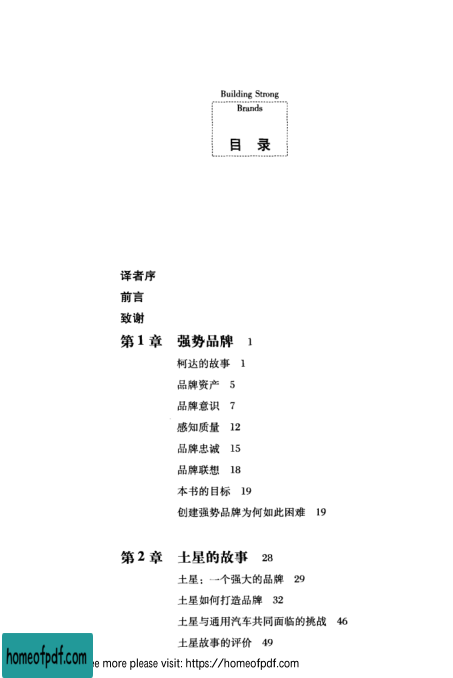 Building Strong
Brands
目 录
译者序
前言
致谢
第1章 强势品牌 1
柯达的故事 1
品牌资产 5
品牌意识 7
感知质量 12
品牌忠诚 15
品牌联想 18
本书的目标 19
创建强势品牌为何如此困难 19
第2章 土星的故事 28
土星：一个强大的品牌 29
土星如何打造品牌 32
土星与通用汽车共同面临的挑战 46
土星故事的评价 49
homeofpdf.com
ee more please visit: https://homeofpdf.com